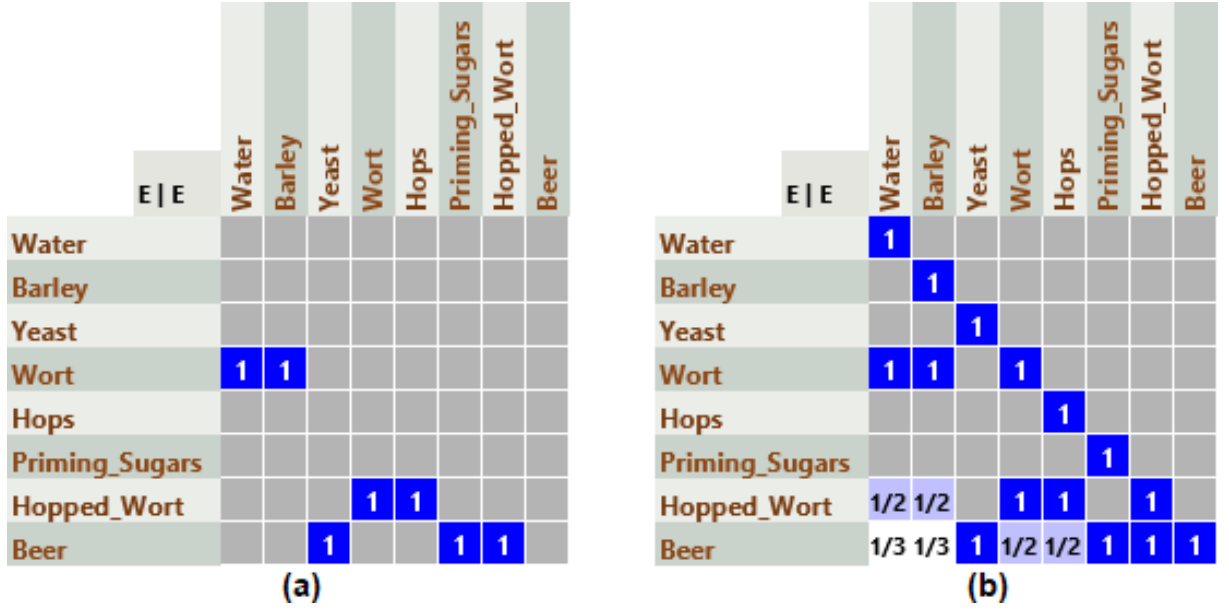 Water
Barley
Yeast
Wort
Hops
Priming_Sugars
Hopped_Wort
Beer
E | E
Water
Barley
Yeast
Wort 1 1
Hops
Priming_Sugars
Hopped_Wort 1 1
Beer 1 1 1
(a)
Water
Barley
Yeast
Wort
Hops
Priming_Sugars
Hopped_Wort
Beer
E | E
Water 1
Barley 1
Yeast 1
Wort 1 1 1
Hops 1
Priming_Sugars 1
Hopped_Wort 1/2 1/2 1 1 1
Beer 1/3 1/3 1 1/2 1/2 1 1 1
(b)